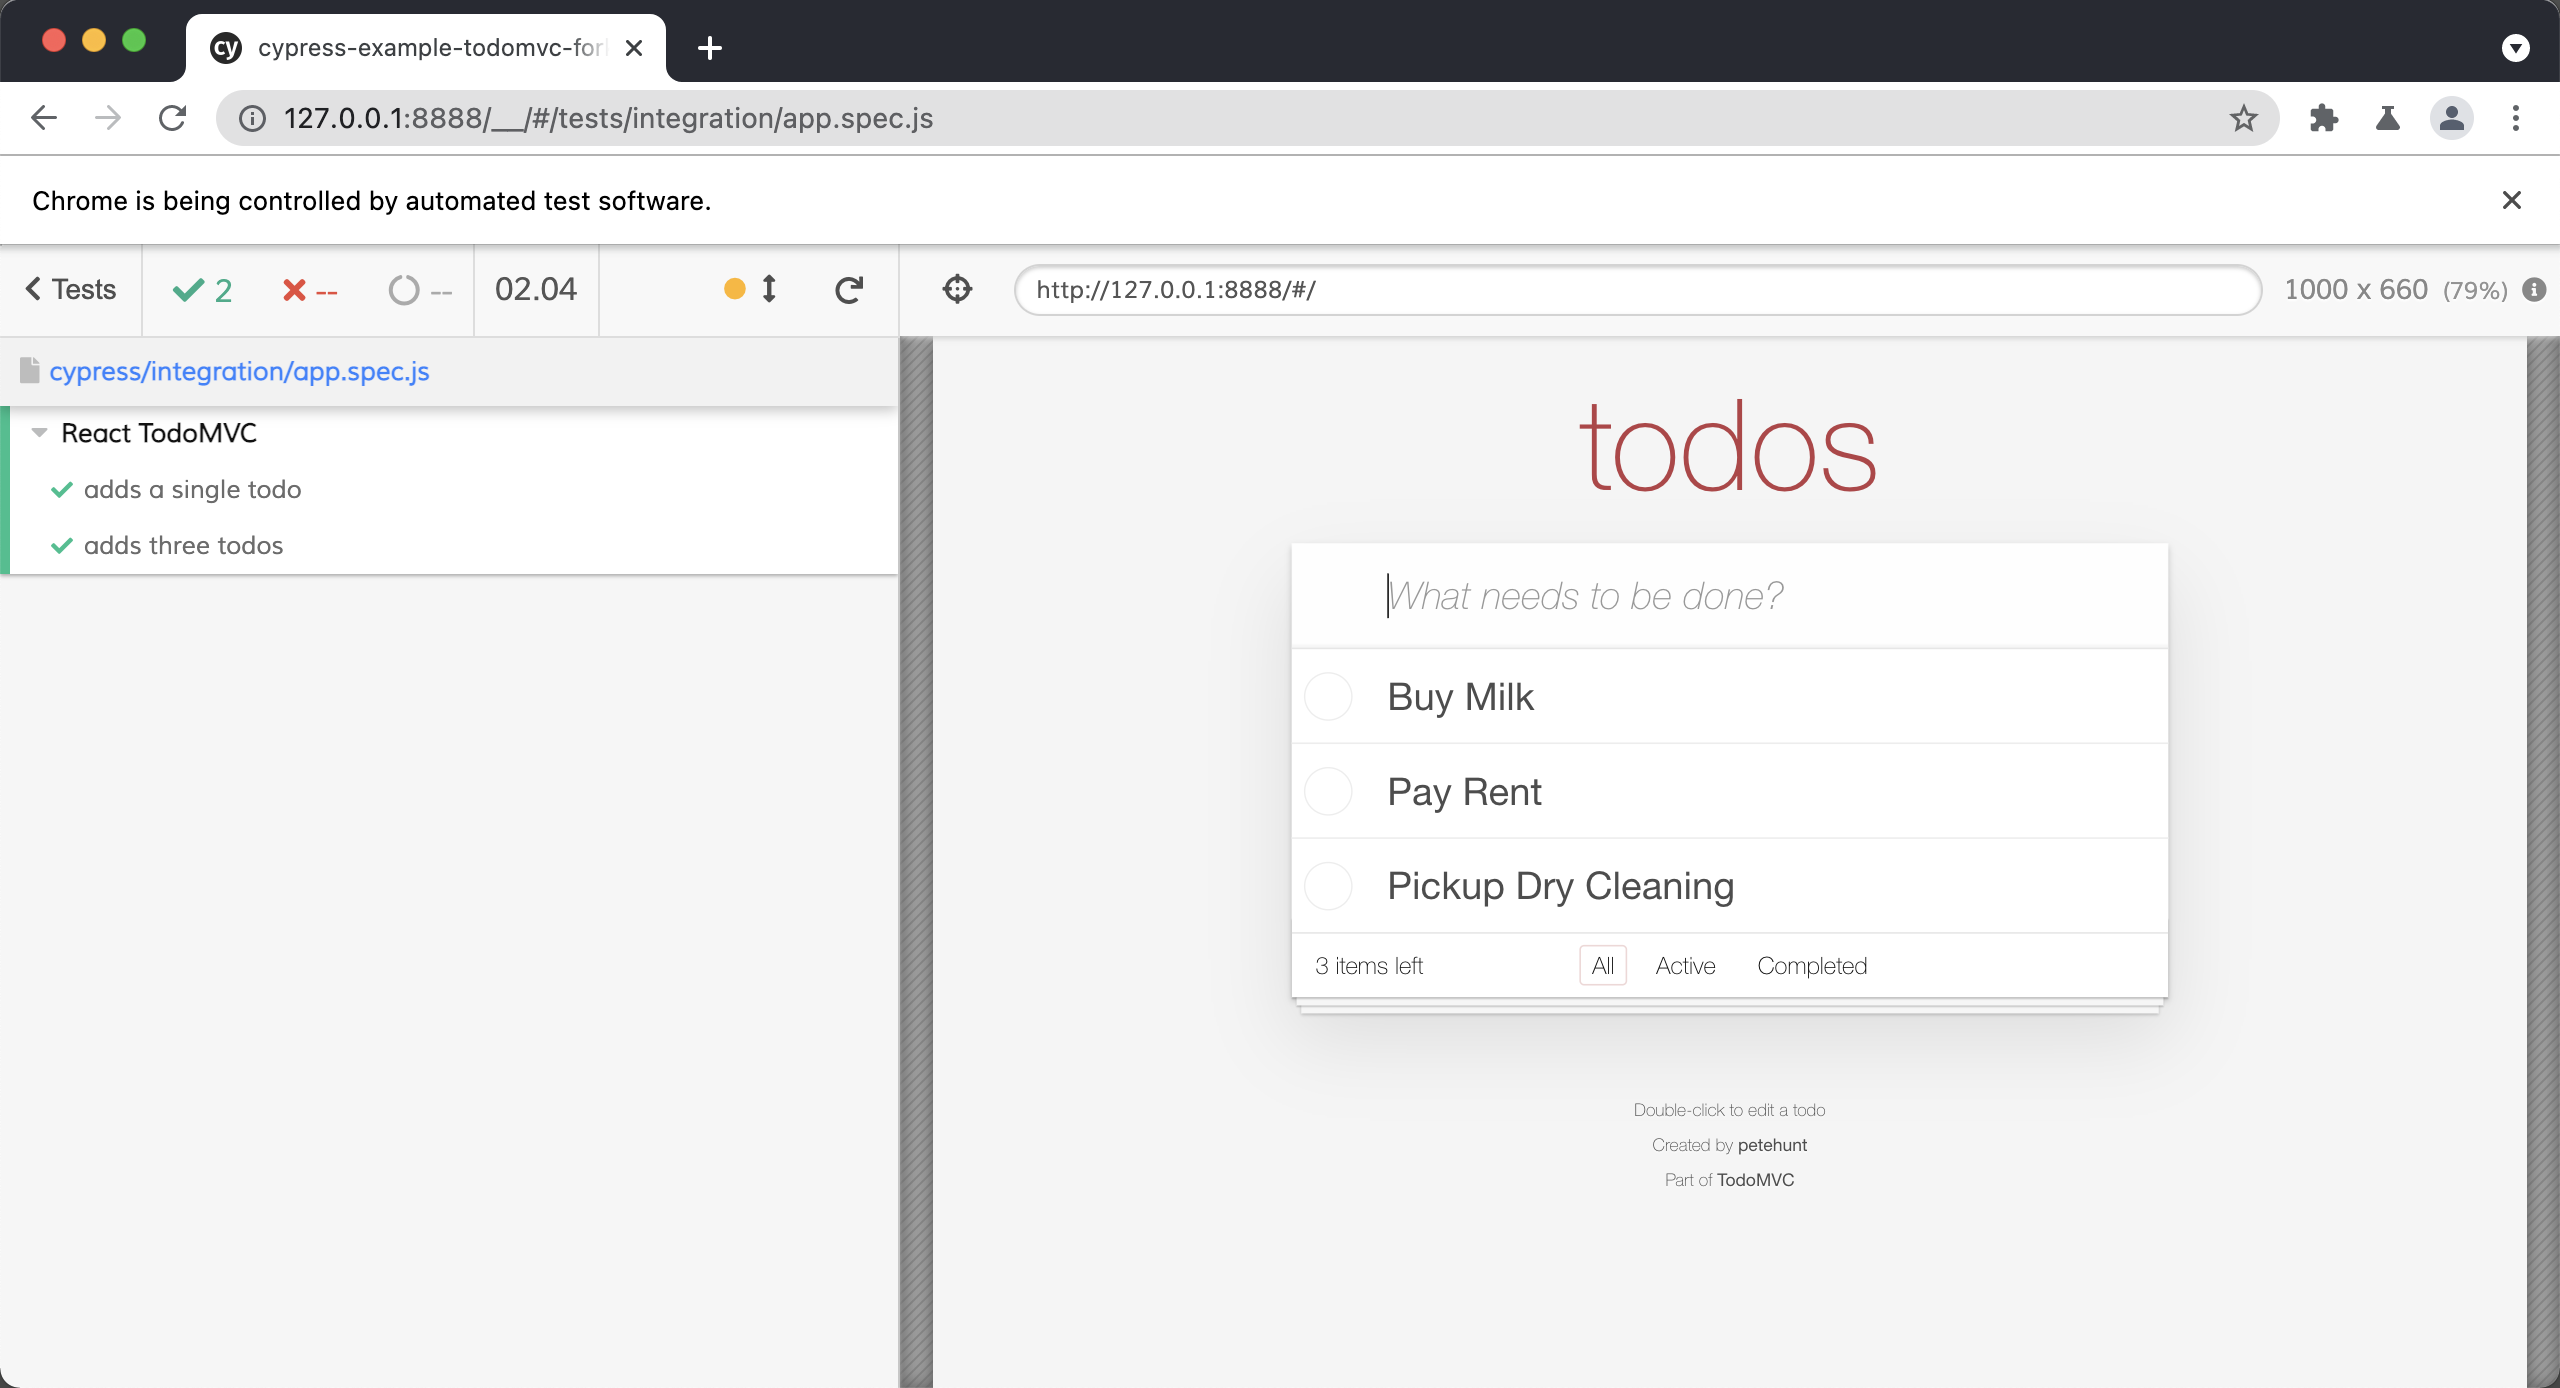 cy cypress-example-todomvc-for
127.0.0.1:8888/__/#/tests/integration/app.spec.js
Chrome is being controlled by automated test software.
Tests 2 -- -- 02.04 http://127.0.0.1:8888/#/ 1000 x 660 (79%)
cypress/integration/app.spec.js
React TodoMVC
adds a single todo
adds three todos
todos
What needs to be done?
Buy Milk
Pay Rent
Pickup Dry Cleaning
3 items left All Active Completed
Double-click to edit a todo
Created by petehunt
Part of TodoMVC